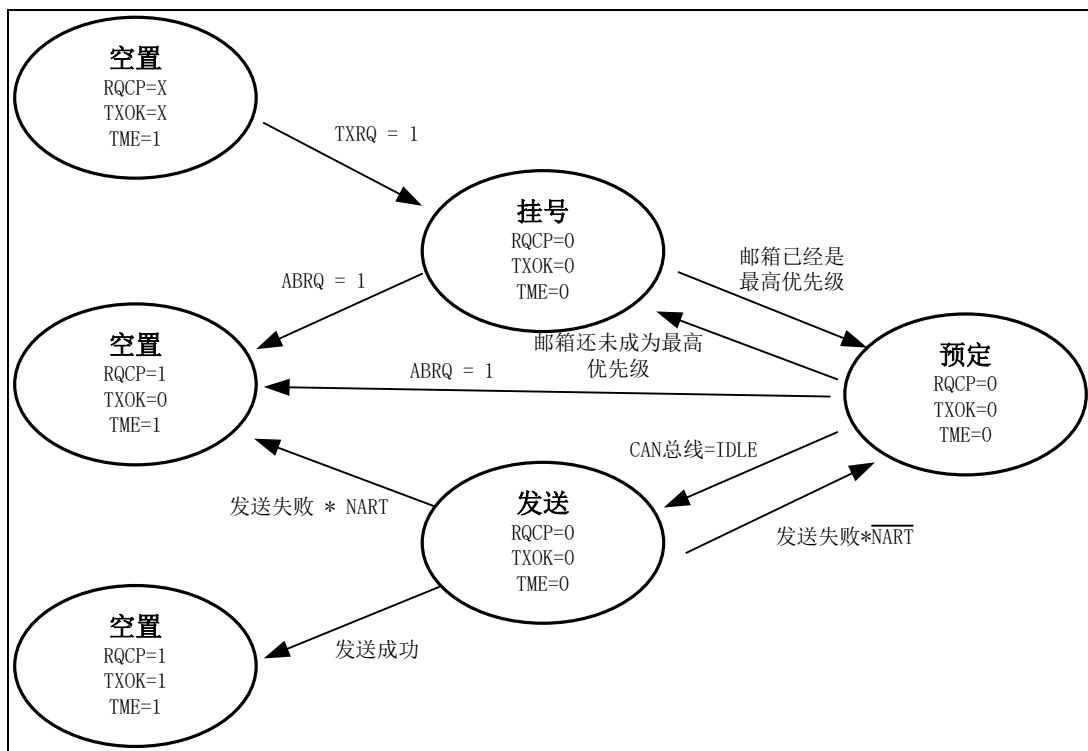 空置
RQCP=X
TXOK=X
TME=1
TXRQ = 1
挂号
RQCP=0
TXOK=0
TME=0
邮箱已经是
最高优先级
ABRQ = 1
邮箱还未成为最高
优先级
空置
RQCP=1
TXOK=0
TME=1
ABRQ = 1
预定
RQCP=0
TXOK=0
TME=0
CAN总线=IDLE
发送失败 * NART
发送
RQCP=0
TXOK=0
TME=0
发送失败*N̅A̅R̅T̅
空置
RQCP=1
TXOK=1
TME=1
发送成功